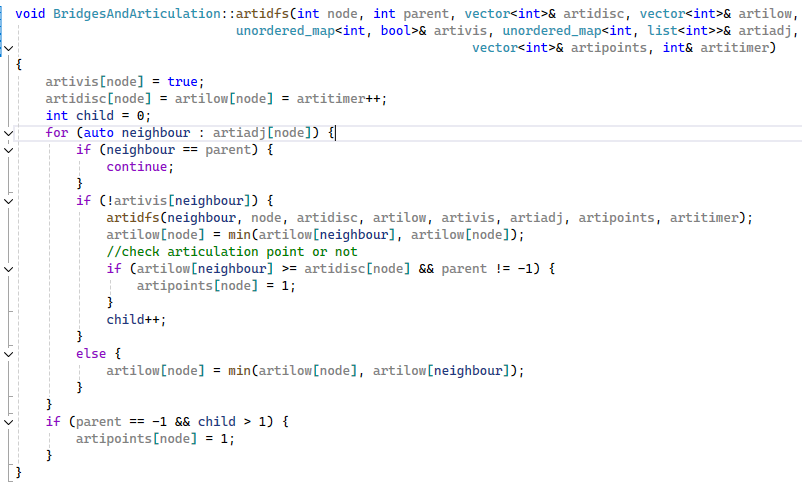 void BridgesAndArticulation::artidfs(int node, int parent, vector<int>& artidisc, vector<int>& artilow,
                             unordered_map<int, bool>& artivis, unordered_map<int, list<int>>& artiadj,
                                                            vector<int>& artipoints, int& artitimer)
{
    artivis[node] = true;
    artidisc[node] = artilow[node] = artitimer++;
    int child = 0;
    for (auto neighbour : artiadj[node]) {
        if (neighbour == parent) {
            continue;
        }
        if (!artivis[neighbour]) {
            artidfs(neighbour, node, artidisc, artilow, artivis, artiadj, artipoints, artitimer);
            artilow[node] = min(artilow[neighbour], artilow[node]);
            //check articulation point or not
            if (artilow[neighbour] >= artidisc[node] && parent != -1) {
                artipoints[node] = 1;
            }
            child++;
        }
        else {
            artilow[node] = min(artilow[node], artilow[neighbour]);
        }
    }
    if (parent == -1 && child > 1) {
        artipoints[node] = 1;
    }
}